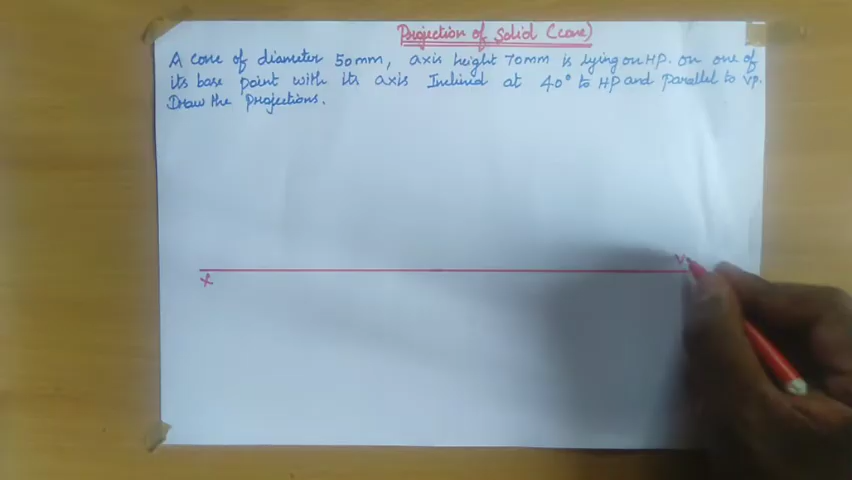 Projection of Solid (cone)
A cone of diameter 50mm, axis height 70mm is lying on HP. on one of
its base point with its axis Inclined at 40° to HP and parallel to VP.
Draw the Projections.
X